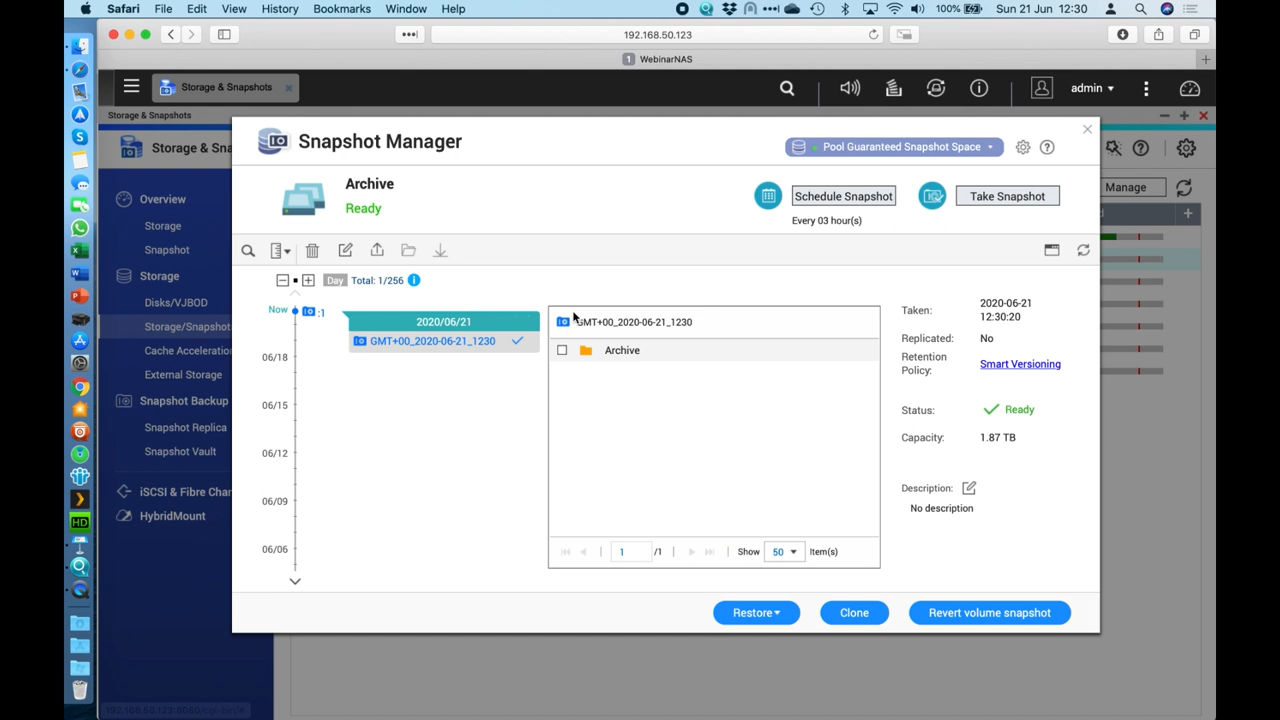 Safari File Edit View History Bookmarks Window Help 100% Sun 21 Jun 12:30
192.168.50.123
1 WebinarNAS
Storage & Snapshots admin
Storage & Snapshots
Storage & Sna
Snapshot Manager
Pool Guaranteed Snapshot Space
Archive
Ready
Schedule Snapshot
Take Snapshot
Every 03 hour(s)
Manage
Overview
Storage
Snapshot
Storage
Disks/VJBOD
Storage/Snapshot
Cache Acceleratio
External Storage
Snapshot Backup
Snapshot Replica
Snapshot Vault
iSCSI & Fibre Chan
HybridMount
Day Total: 1/256
Now :1
2020/06/21
GMT+00_2020-06-21_1230
06/18
06/15
06/12
06/09
06/06
GMT+00_2020-06-21_1230
Archive
1 /1 Show 50 Item(s)
Taken: 2020-06-21
12:30:20
Replicated: No
Retention
Policy: Smart Versioning
Status: Ready
Capacity: 1.87 TB
Description:
No description
Restore
Clone
Revert volume snapshot
HD